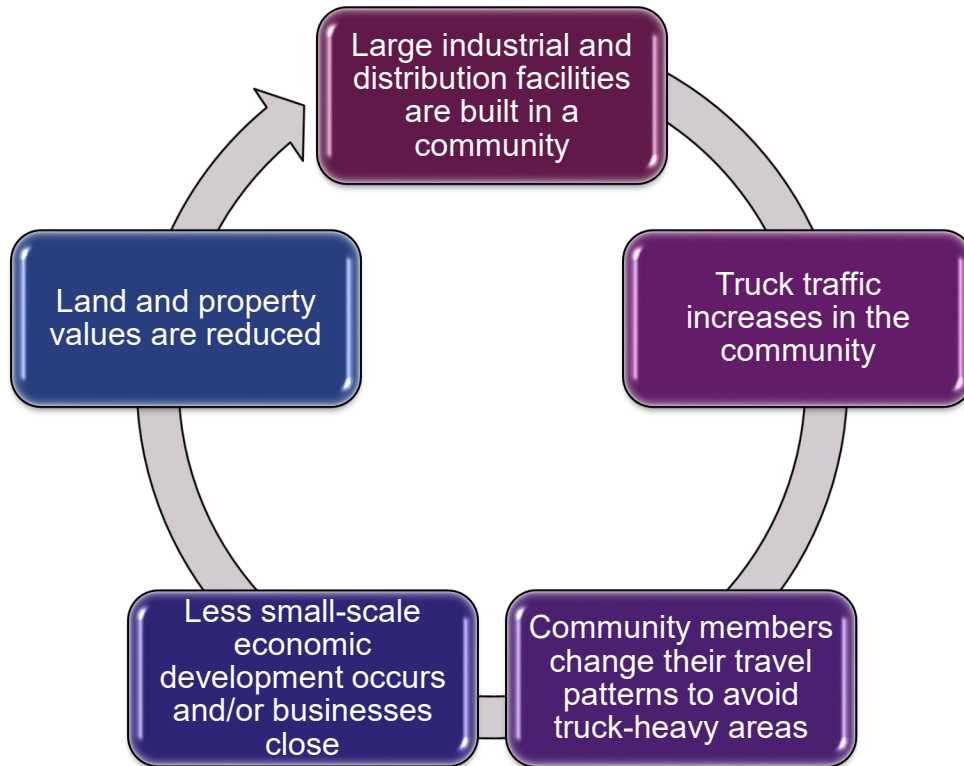 Large industrial and
distribution facilities
are built in a
community
Truck traffic
increases in the
community
Community members
change their travel
patterns to avoid
truck-heavy areas
Less small-scale
economic
development occurs
and/or businesses
close
Land and property
values are reduced